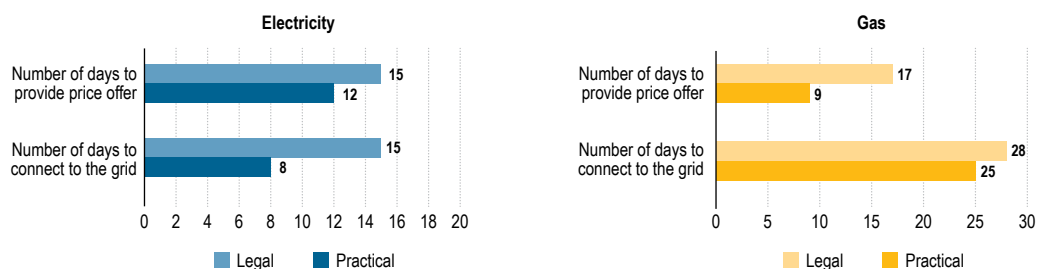 Electricity
Number of days to
provide price offer
15
12
Number of days to
connect to the grid
15
8
0 2 4 6 8 10 12 14 16 18 20
Legal Practical
Gas
Number of days to
provide price offer
17
9
Number of days to
connect to the grid
28
25
0 5 10 15 20 25 30
Legal Practical